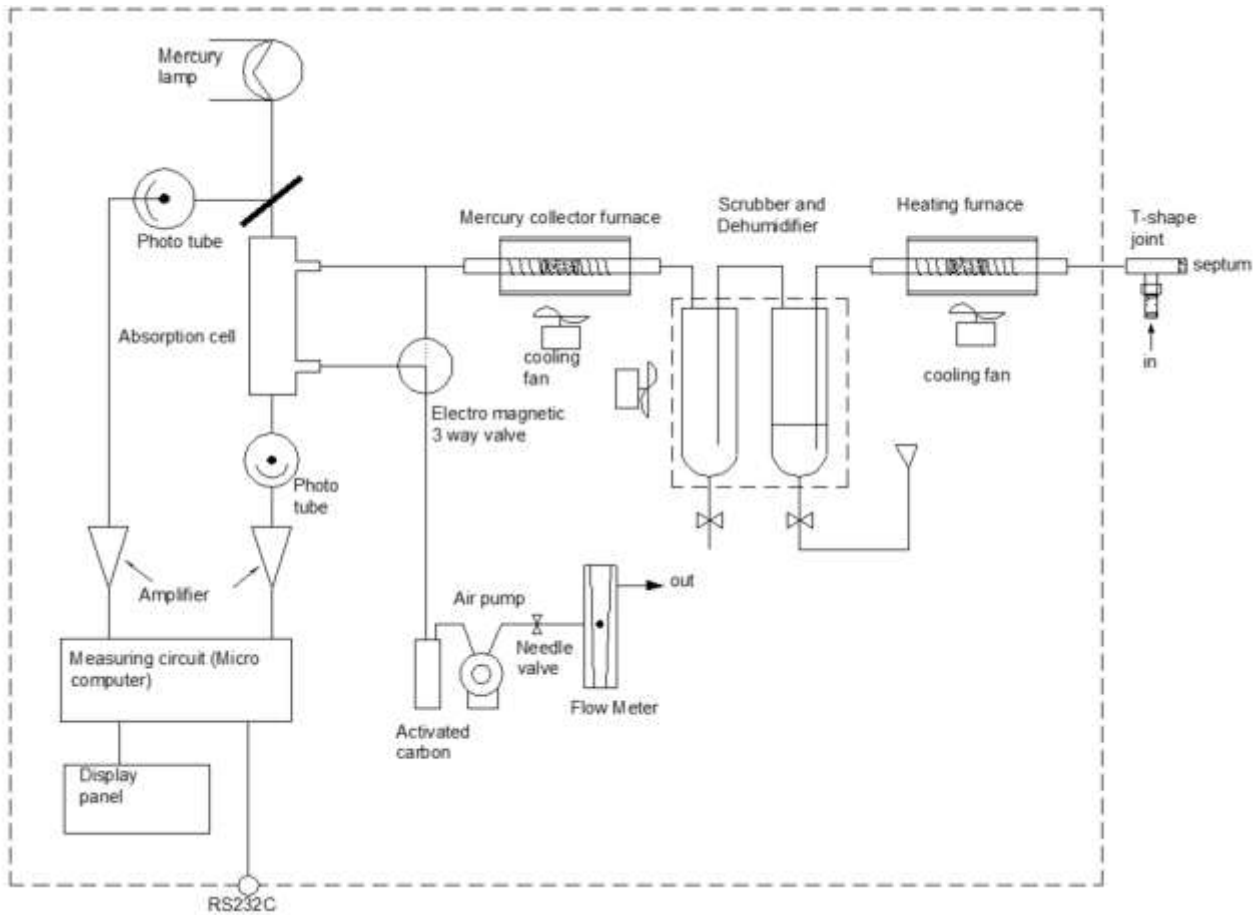 Mercury
lamp
Photo tube
Mercury collector furnace
Scrubber and
Dehumidifier
Heating furnace
T-shape
joint
septum
in
Absorption cell
cooling
fan
cooling fan
Electro magnetic
3 way valve
Photo
tube
Amplifier
Air pump
out
Needle
valve
Flow Meter
Measuring circuit (Micro
computer)
Activated
carbon
Display
panel
RS232C